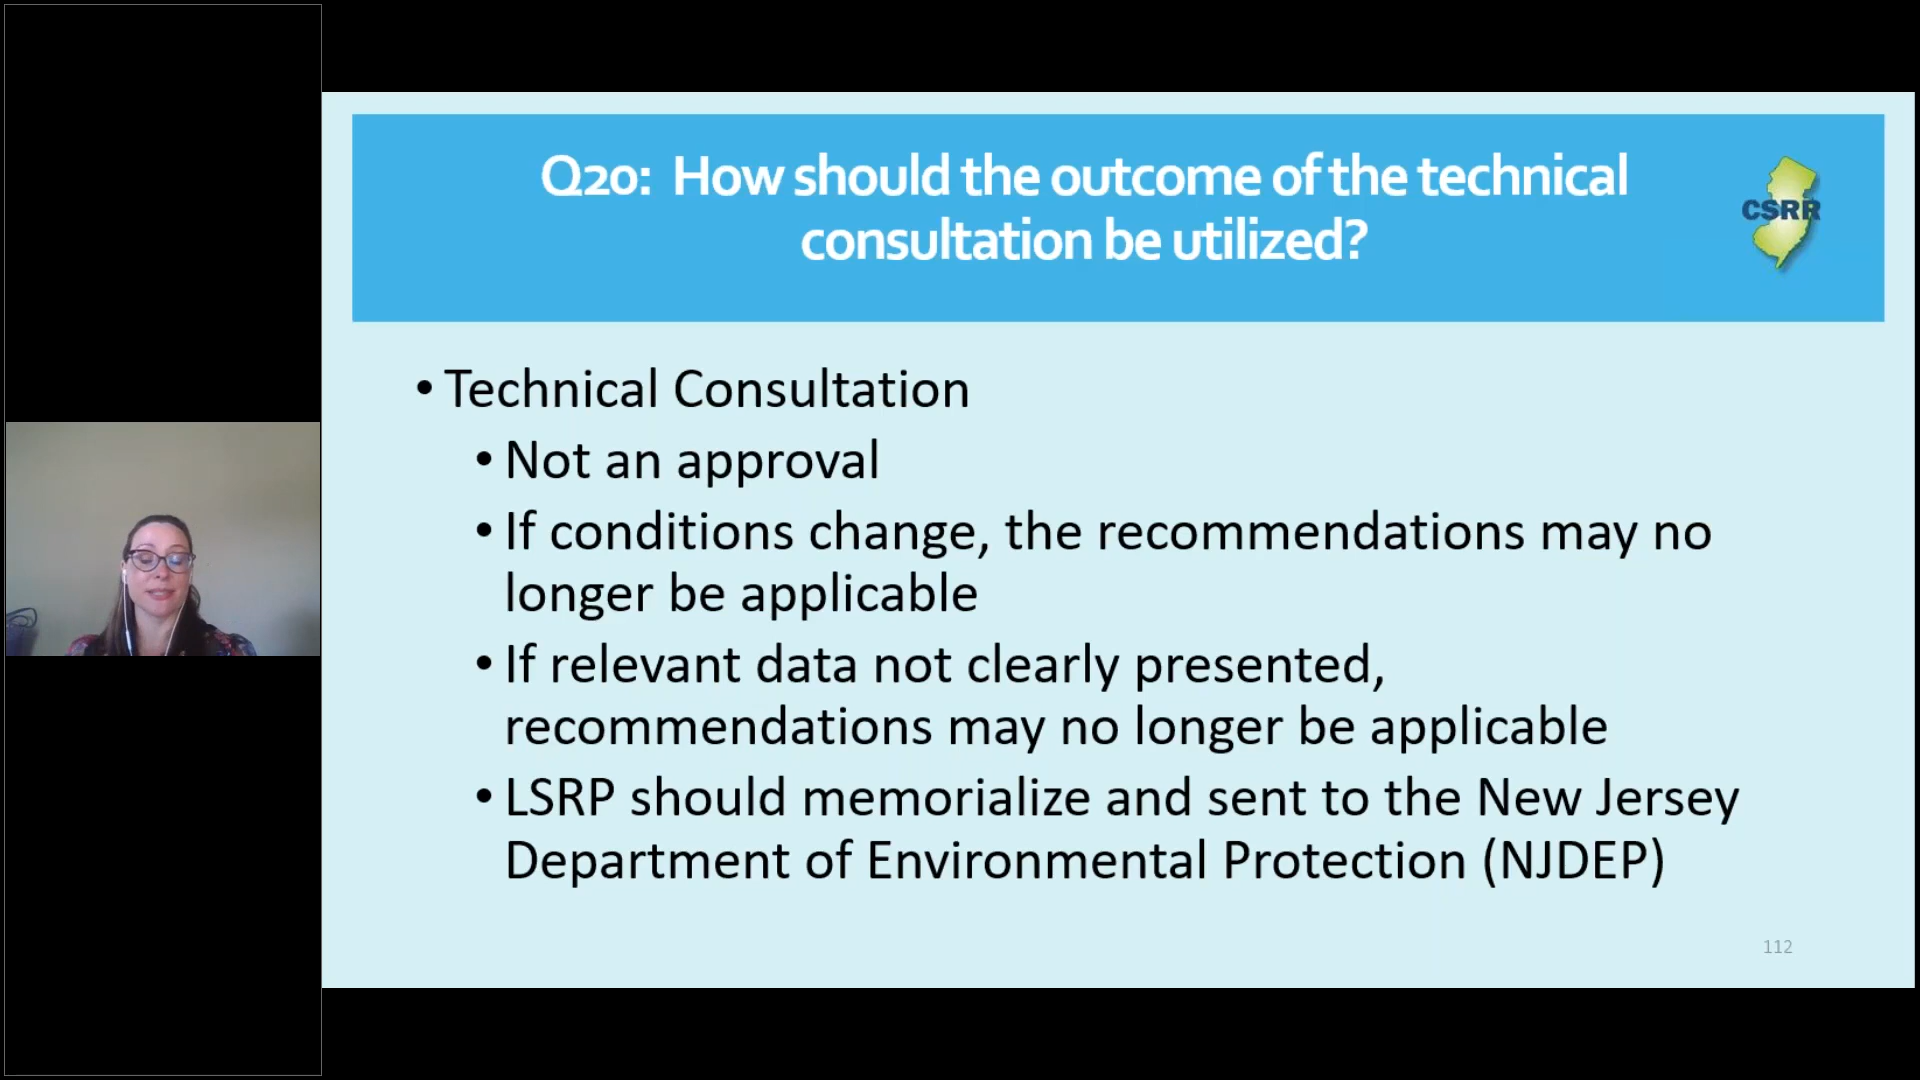 Q20: How should the outcome of the technical
consultation be utilized?
CSRR
• Technical Consultation
• Not an approval
• If conditions change, the recommendations may no
longer be applicable
• If relevant data not clearly presented,
recommendations may no longer be applicable
• LSRP should memorialize and sent to the New Jersey
Department of Environmental Protection (NJDEP)
112